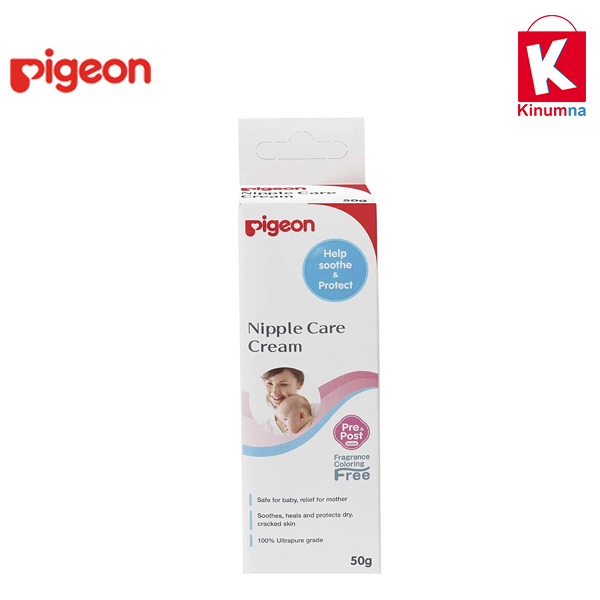 pigeon
K
Kinumna
pigeon
Nipple Care
Cream
50g
pigeon
Help
soothe
&
Protect
Nipple Care
Cream
Pre &
Post
Fragrance
Coloring
Free
Safe for baby, relief for mother
Soothes, heals and protects dry,
cracked skin
100% Ultrapure grade
50g